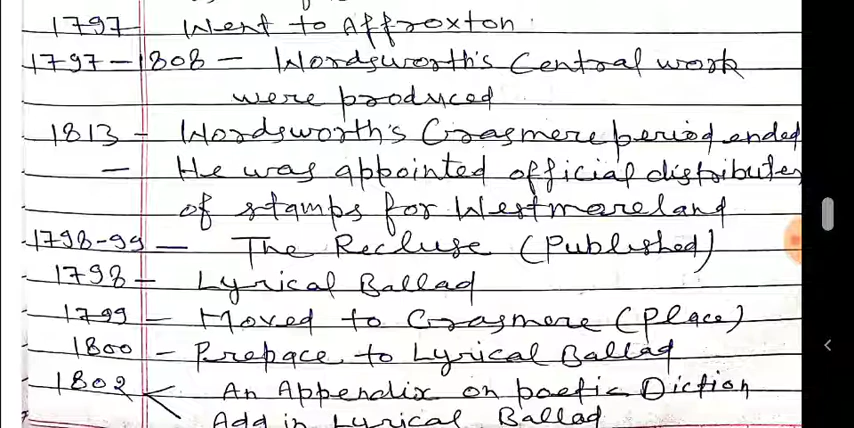 1797 Went to Affroxton
1797-1808 - Wordsworth's Central work
were produced
1813 - Wordsworth's Grasmere period ended
- He was appointed official distributer
of stamps for Westmoreland
1798-99 - The Recluse (Published)
1798 - Lyrical Ballad
1799 - Moved to Grasmere (Place)
1800 - Prepace to Lyrical Ballad
1802 An Appendix on poetic Diction
Add in Lyrical Ballad